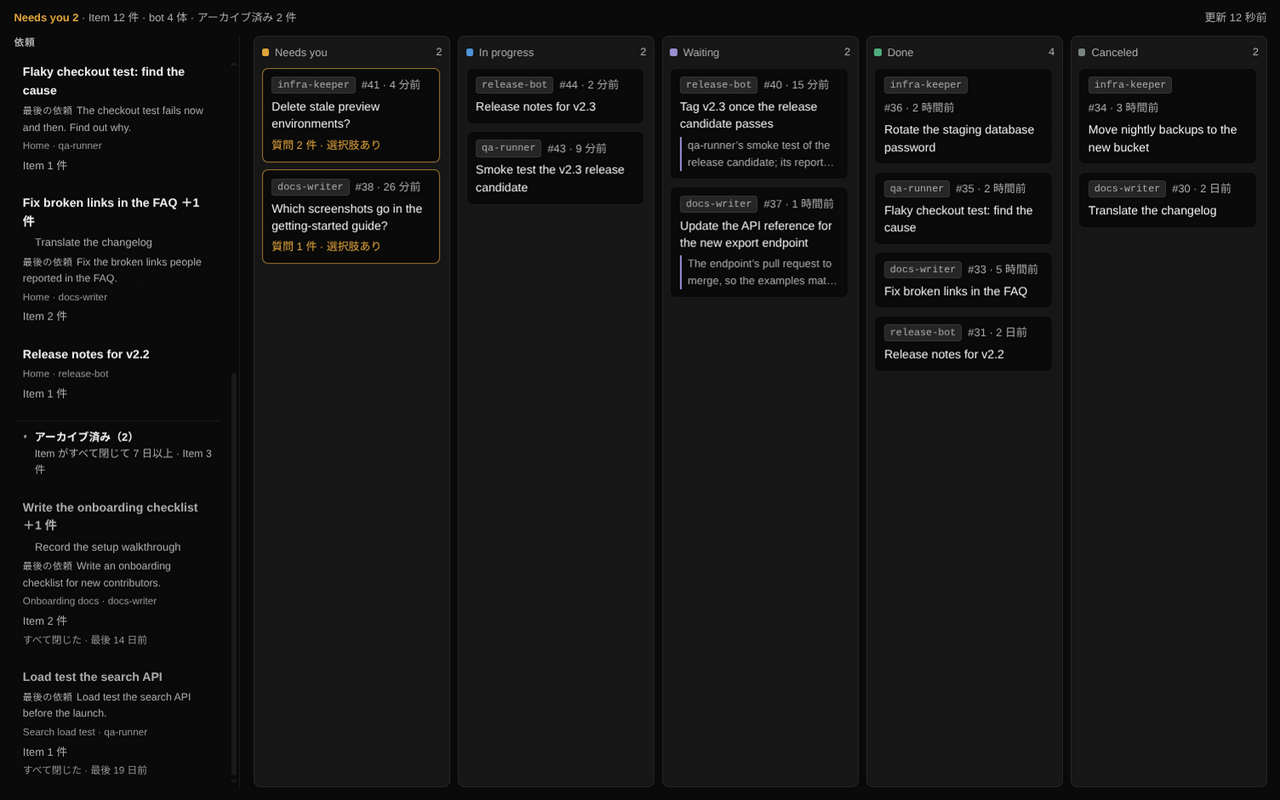 Needs you 2 · Item 12 件 · bot 4 体 · アーカイブ済み 2 件
更新 12 秒前
依頼
Flaky checkout test: find the
cause
最後の依頼 The checkout test fails now
and then. Find out why.
Home · qa-runner
Item 1 件
Fix broken links in the FAQ ＋1
件
Translate the changelog
最後の依頼 Fix the broken links people
reported in the FAQ.
Home · docs-writer
Item 2 件
Release notes for v2.2
Home · release-bot
Item 1 件
アーカイブ済み（2）
Item がすべて閉じて 7 日以上 · Item 3
件
Write the onboarding checklist
＋1 件
Record the setup walkthrough
最後の依頼 Write an onboarding
checklist for new contributors.
Onboarding docs · docs-writer
Item 2 件
すべて閉じた · 最後 14 日前
Load test the search API
最後の依頼 Load test the search API
before the launch.
Search load test · qa-runner
Item 1 件
すべて閉じた · 最後 19 日前
Needs you 2
infra-keeper #41 · 4 分前
Delete stale preview
environments?
質問 2 件 · 選択肢あり
docs-writer #38 · 26 分前
Which screenshots go in the
getting-started guide?
質問 1 件 · 選択肢あり
In progress 2
release-bot #44 · 2 分前
Release notes for v2.3
qa-runner #43 · 9 分前
Smoke test the v2.3 release
candidate
Waiting 2
release-bot #40 · 15 分前
Tag v2.3 once the release
candidate passes
qa-runner's smoke test of the
release candidate; its report…
docs-writer #37 · 1 時間前
Update the API reference for
the new export endpoint
The endpoint's pull request to
merge, so the examples mat…
Done 4
infra-keeper
#36 · 2 時間前
Rotate the staging database
password
qa-runner #35 · 2 時間前
Flaky checkout test: find the
cause
docs-writer #33 · 5 時間前
Fix broken links in the FAQ
release-bot #31 · 2 日前
Release notes for v2.2
Canceled 2
infra-keeper
#34 · 3 時間前
Move nightly backups to the
new bucket
docs-writer #30 · 2 日前
Translate the changelog